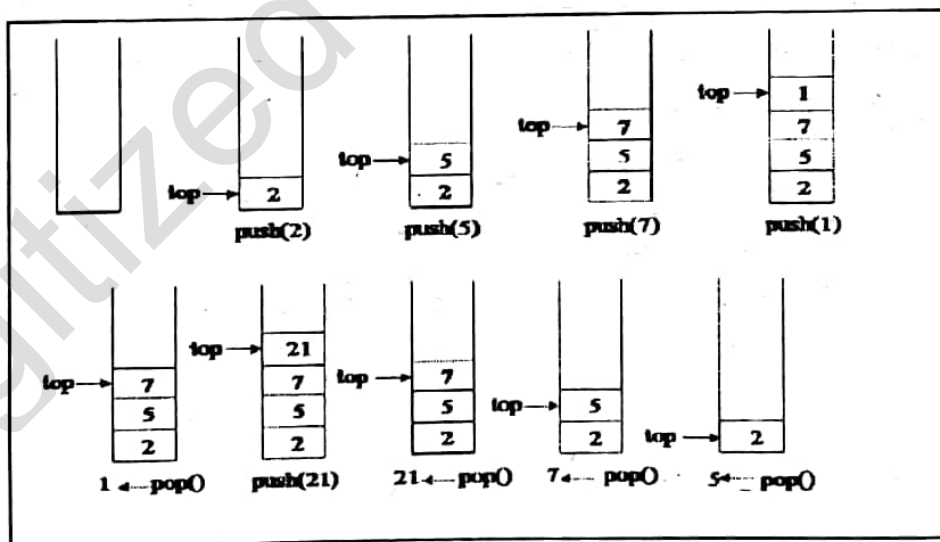 top → 1
top → 7 7
top → 5 5 5
top → 2 2 2 2
push(2) push(5) push(7) push(1)
top → 21
top → 7 7 top → 7
5 5 5 top → 5
2 2 2 2 top → 2
1 ← pop() push(21) 21 ← pop() 7 ← pop() 5 ← pop()